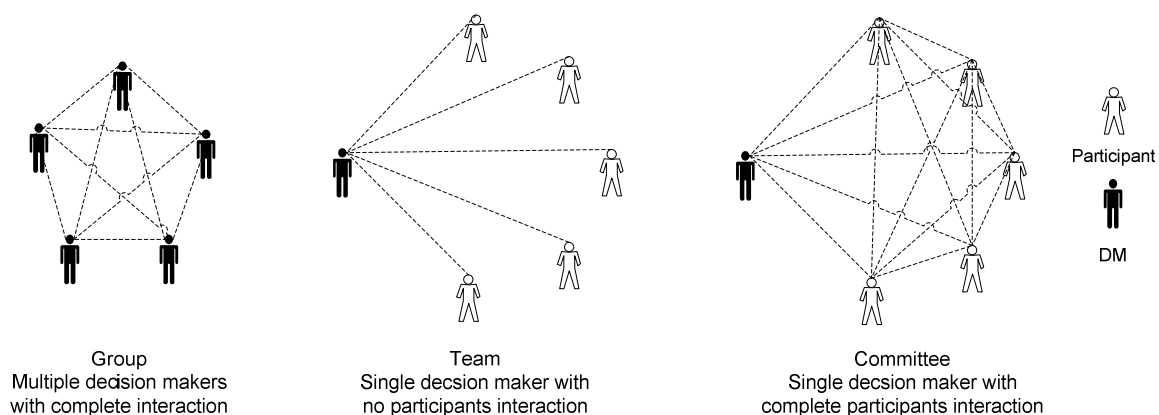 Participant
DM
Group
Multiple decision makers
with complete interaction
Team
Single decsion maker with
no participants interaction
Committee
Single decsion maker with
complete participants interaction